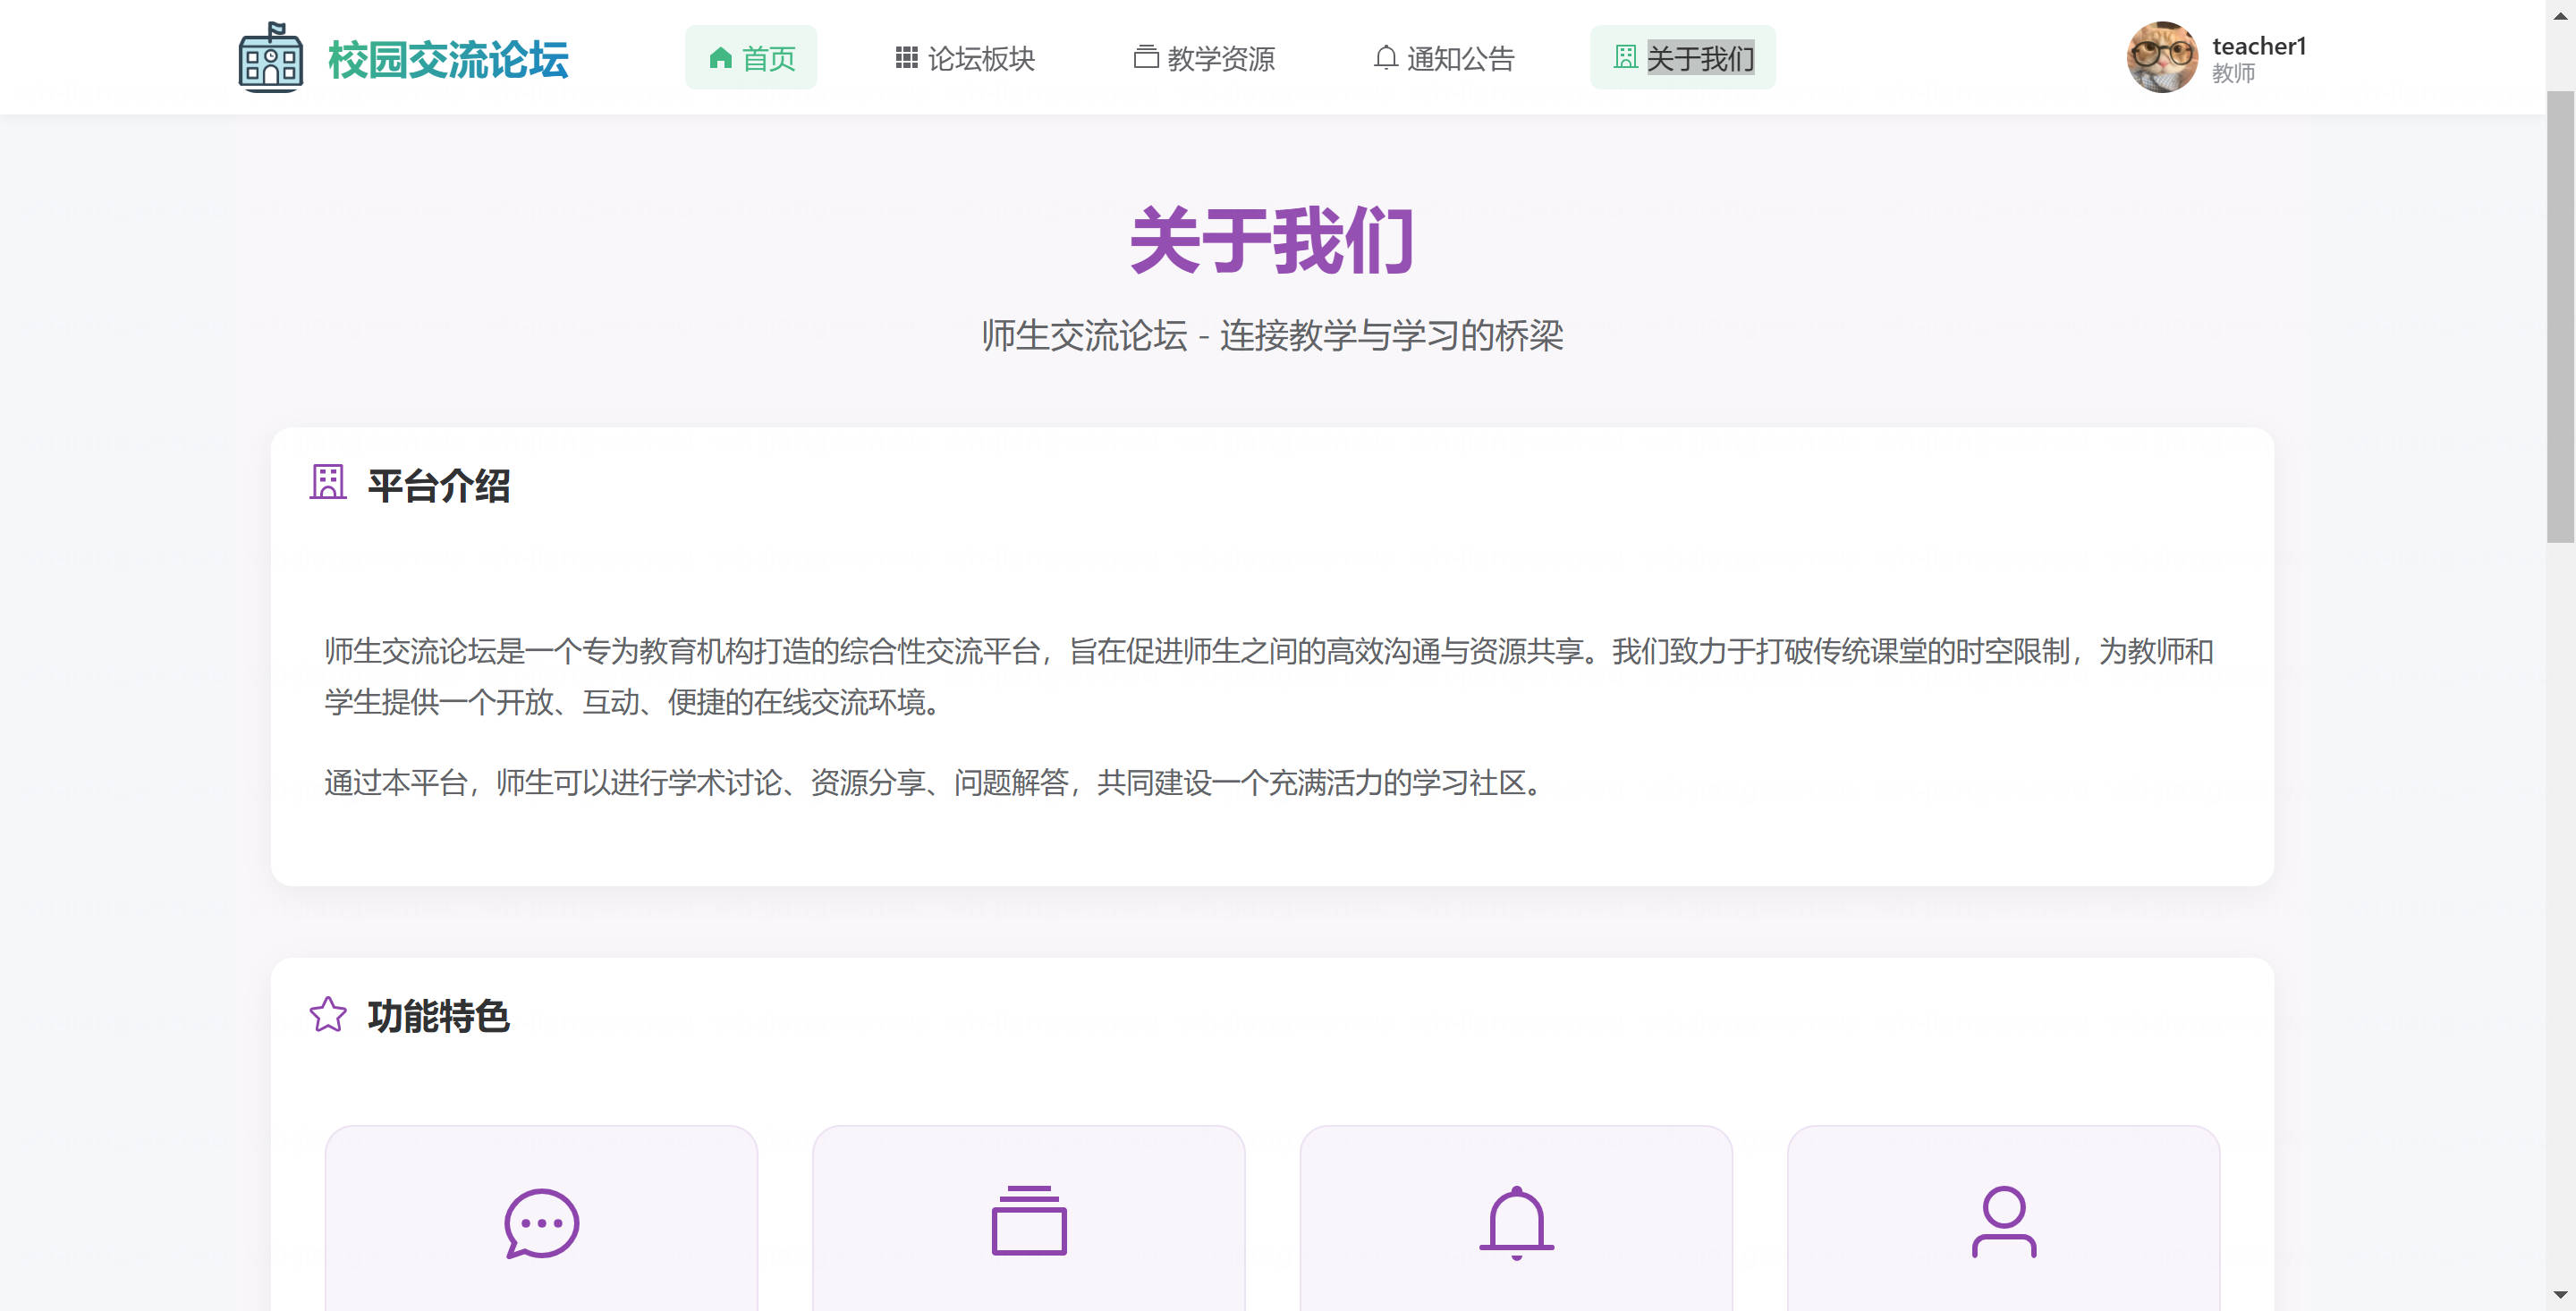 校园交流论坛
首页
论坛板块
教学资源
通知公告
关于我们
teacher1
教师
关于我们
师生交流论坛 - 连接教学与学习的桥梁
平台介绍
师生交流论坛是一个专为教育机构打造的综合性交流平台，旨在促进师生之间的高效沟通与资源共享。我们致力于打破传统课堂的时空限制，为教师和
学生提供一个开放、互动、便捷的在线交流环境。
通过本平台，师生可以进行学术讨论、资源分享、问题解答，共同建设一个充满活力的学习社区。
功能特色